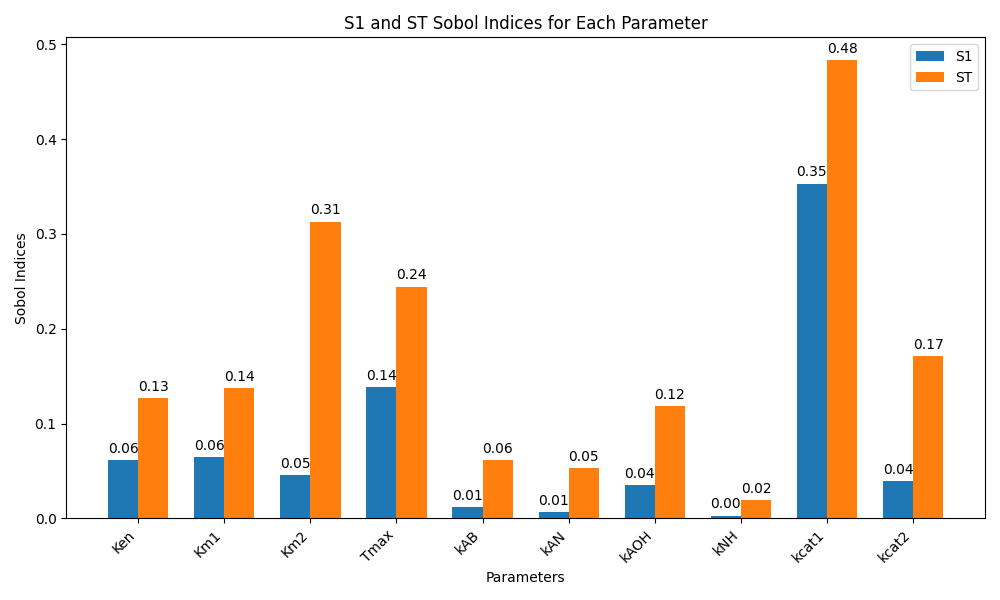 S1 and ST Sobol Indices for Each Parameter
S1
ST
Sobol Indices
0.5
0.4
0.3
0.2
0.1
0.0
0.06
0.13
0.06
0.14
0.05
0.31
0.14
0.24
0.01
0.06
0.01
0.05
0.04
0.12
0.00
0.02
0.35
0.48
0.04
0.17
Ken
Km1
Km2
Tmax
kAB
kAN
kAOH
kNH
kcat1
kcat2
Parameters